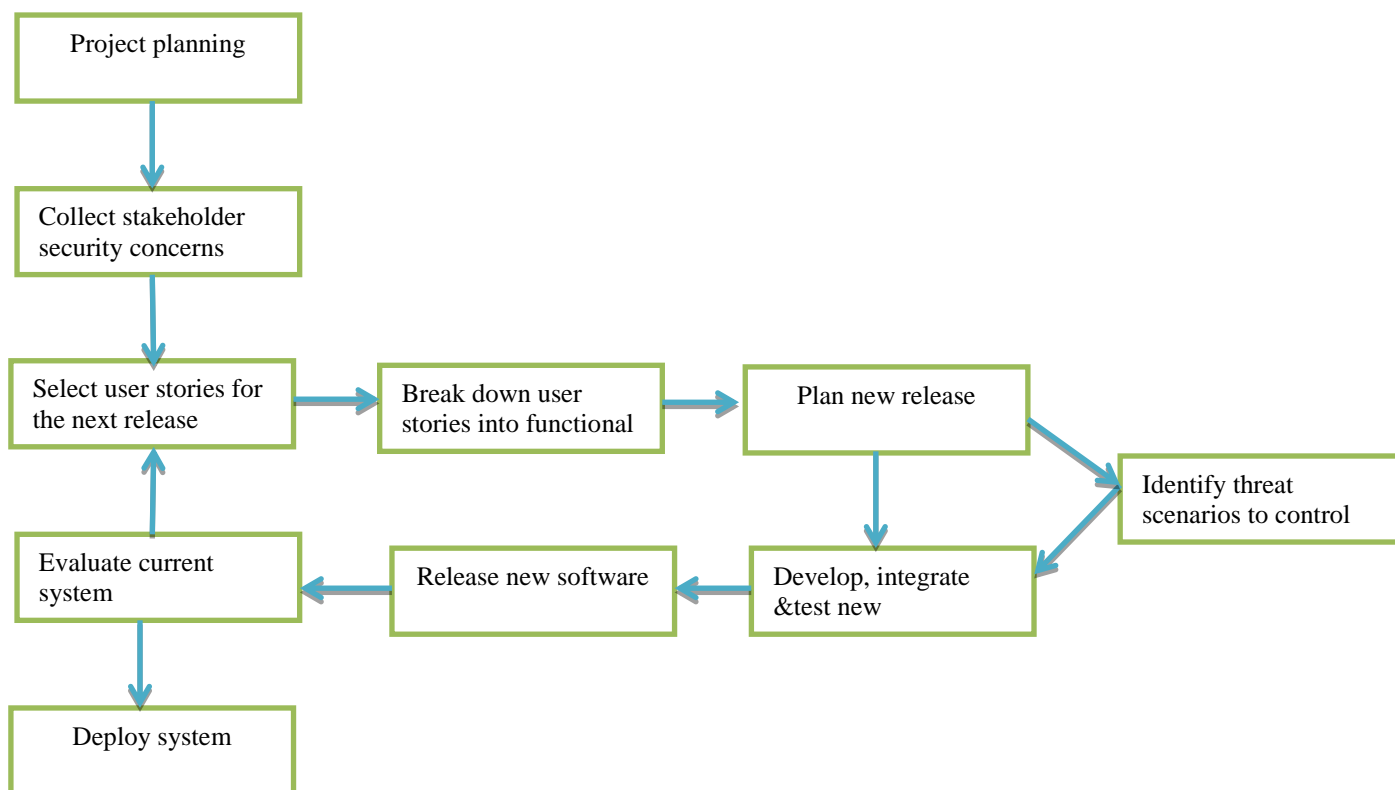 Project planning
Collect stakeholder
security concerns
Select user stories for
the next release
Break down user
stories into functional
Plan new release
Identify threat
scenarios to control
Evaluate current
system
Release new software
Develop, integrate
&test new
Deploy system